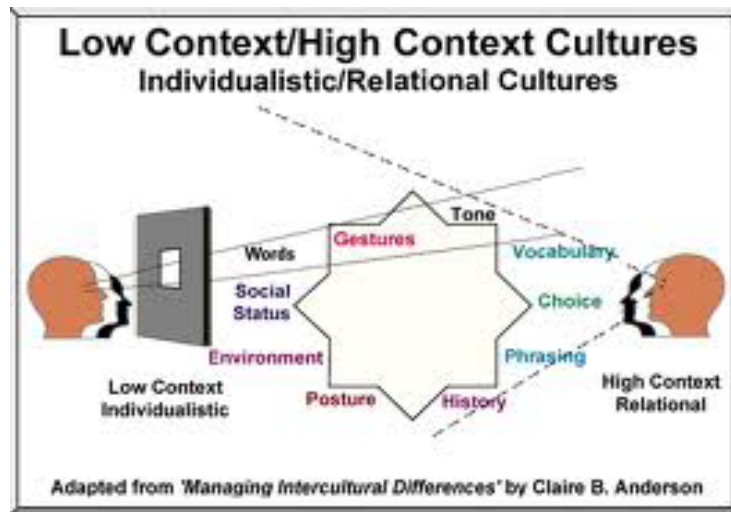 Low Context/High Context Cultures
Individualistic/Relational Cultures
Tone
Gestures
Words
Vocabulary
Social
Status
Choice
Environment
Phrasing
Low Context
Individualistic
Posture
History
High Context
Relational
Adapted from 'Managing Intercultural Differences' by Claire B. Anderson